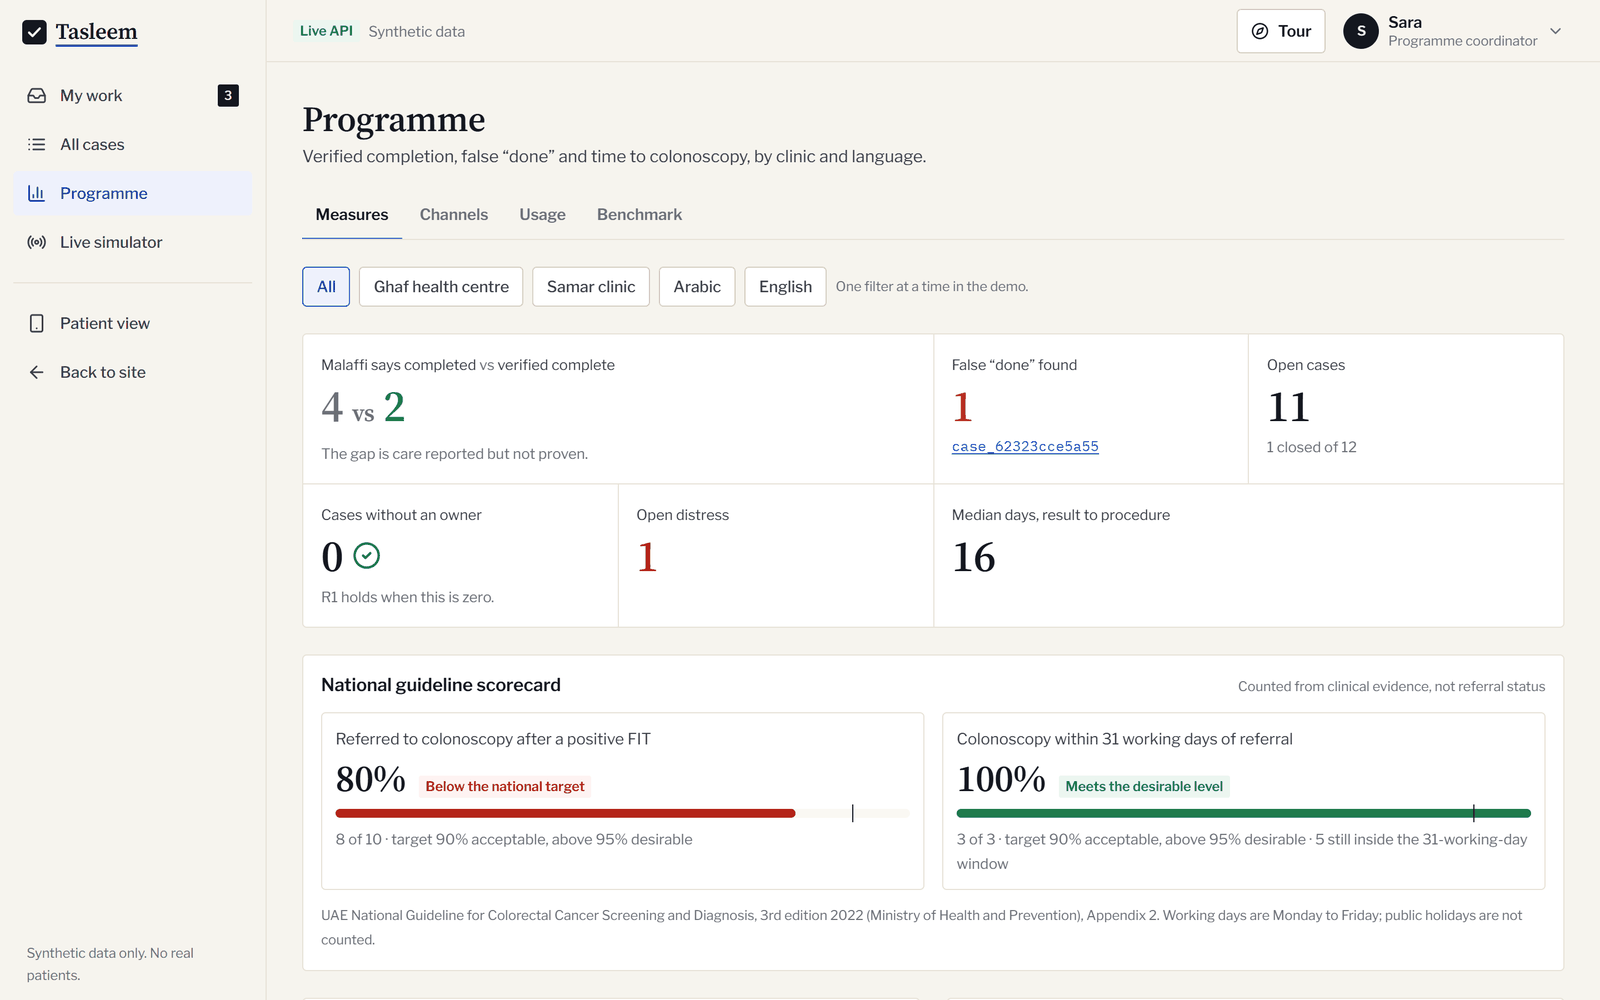 Tasleem
Live API Synthetic data
Tour
S
Sara
Programme coordinator
My work 3
All cases
Programme
Live simulator
Patient view
Back to site
Synthetic data only. No real
patients.
Programme
Verified completion, false “done” and time to colonoscopy, by clinic and language.
Measures Channels Usage Benchmark
All Ghaf health centre Samar clinic Arabic English One filter at a time in the demo.
Malaffi says completed vs verified complete
4 vs 2
The gap is care reported but not proven.
False “done” found
1
case_62323cce5a55
Open cases
11
1 closed of 12
Cases without an owner
0
R1 holds when this is zero.
Open distress
1
Median days, result to procedure
16
National guideline scorecard
Counted from clinical evidence, not referral status
Referred to colonoscopy after a positive FIT
80% Below the national target
8 of 10 · target 90% acceptable, above 95% desirable
Colonoscopy within 31 working days of referral
100% Meets the desirable level
3 of 3 · target 90% acceptable, above 95% desirable · 5 still inside the 31-working-day
window
UAE National Guideline for Colorectal Cancer Screening and Diagnosis, 3rd edition 2022 (Ministry of Health and Prevention), Appendix 2. Working days are Monday to Friday; public holidays are not
counted.